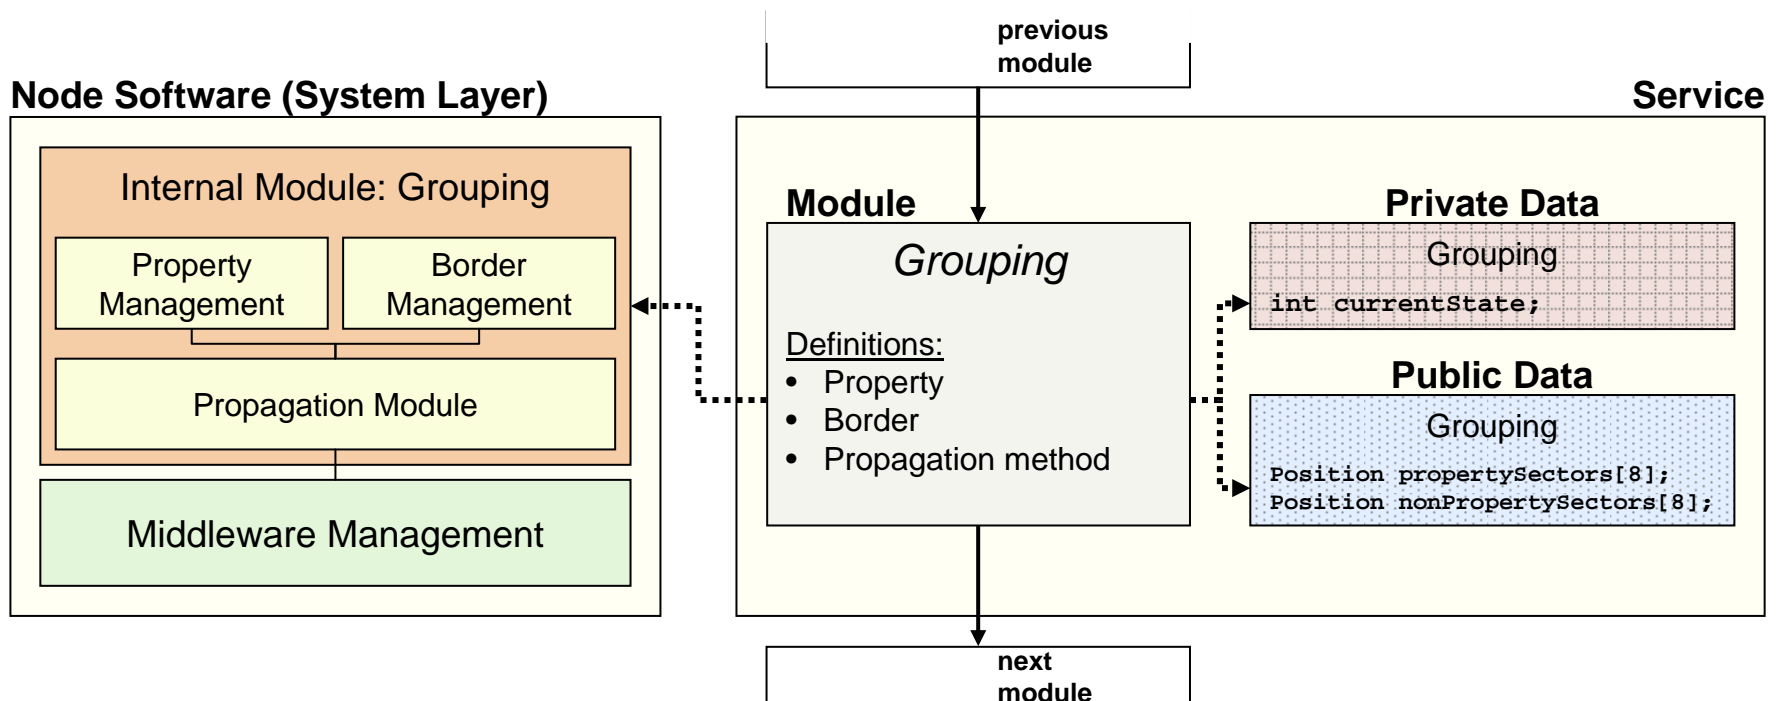 previous
module
Node Software (System Layer)
Service
Internal Module: Grouping
Property
Management
Border
Management
Propagation Module
Middleware Management
Module
Grouping
Definitions:
• Property
• Border
• Propagation method
Private Data
Grouping
int currentState;
Public Data
Grouping
Position propertySectors[8];
Position nonPropertySectors[8];
next
module